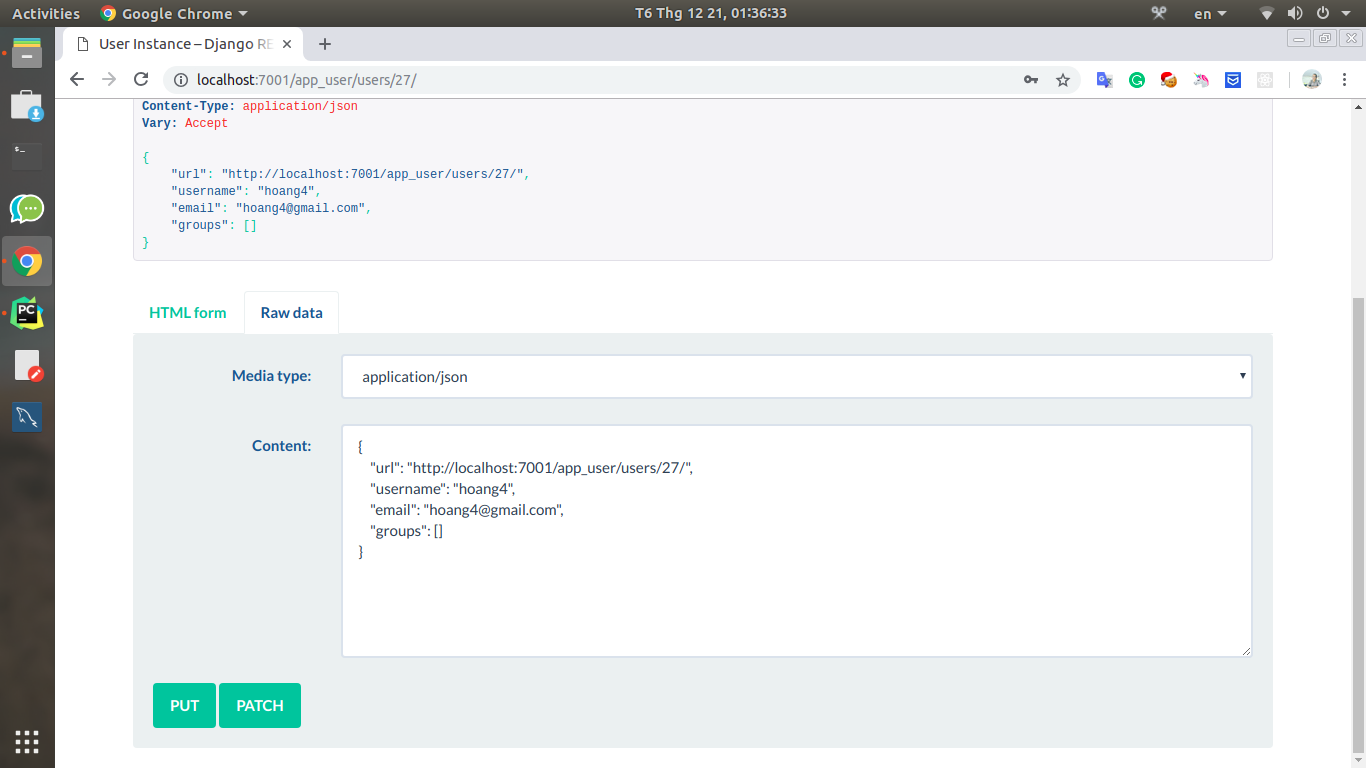 Activities Google Chrome T6 Thg 12 21, 01:36:33 en
User Instance – Django RE
localhost:7001/app_user/users/27/
Content-Type: application/json
Vary: Accept
{
"url": "http://localhost:7001/app_user/users/27/",
"username": "hoang4",
"email": "hoang4@gmail.com",
"groups": []
}
HTML form Raw data
Media type: application/json
Content: {
"url": "http://localhost:7001/app_user/users/27/",
"username": "hoang4",
"email": "hoang4@gmail.com",
"groups": []
}
PUT PATCH
PC